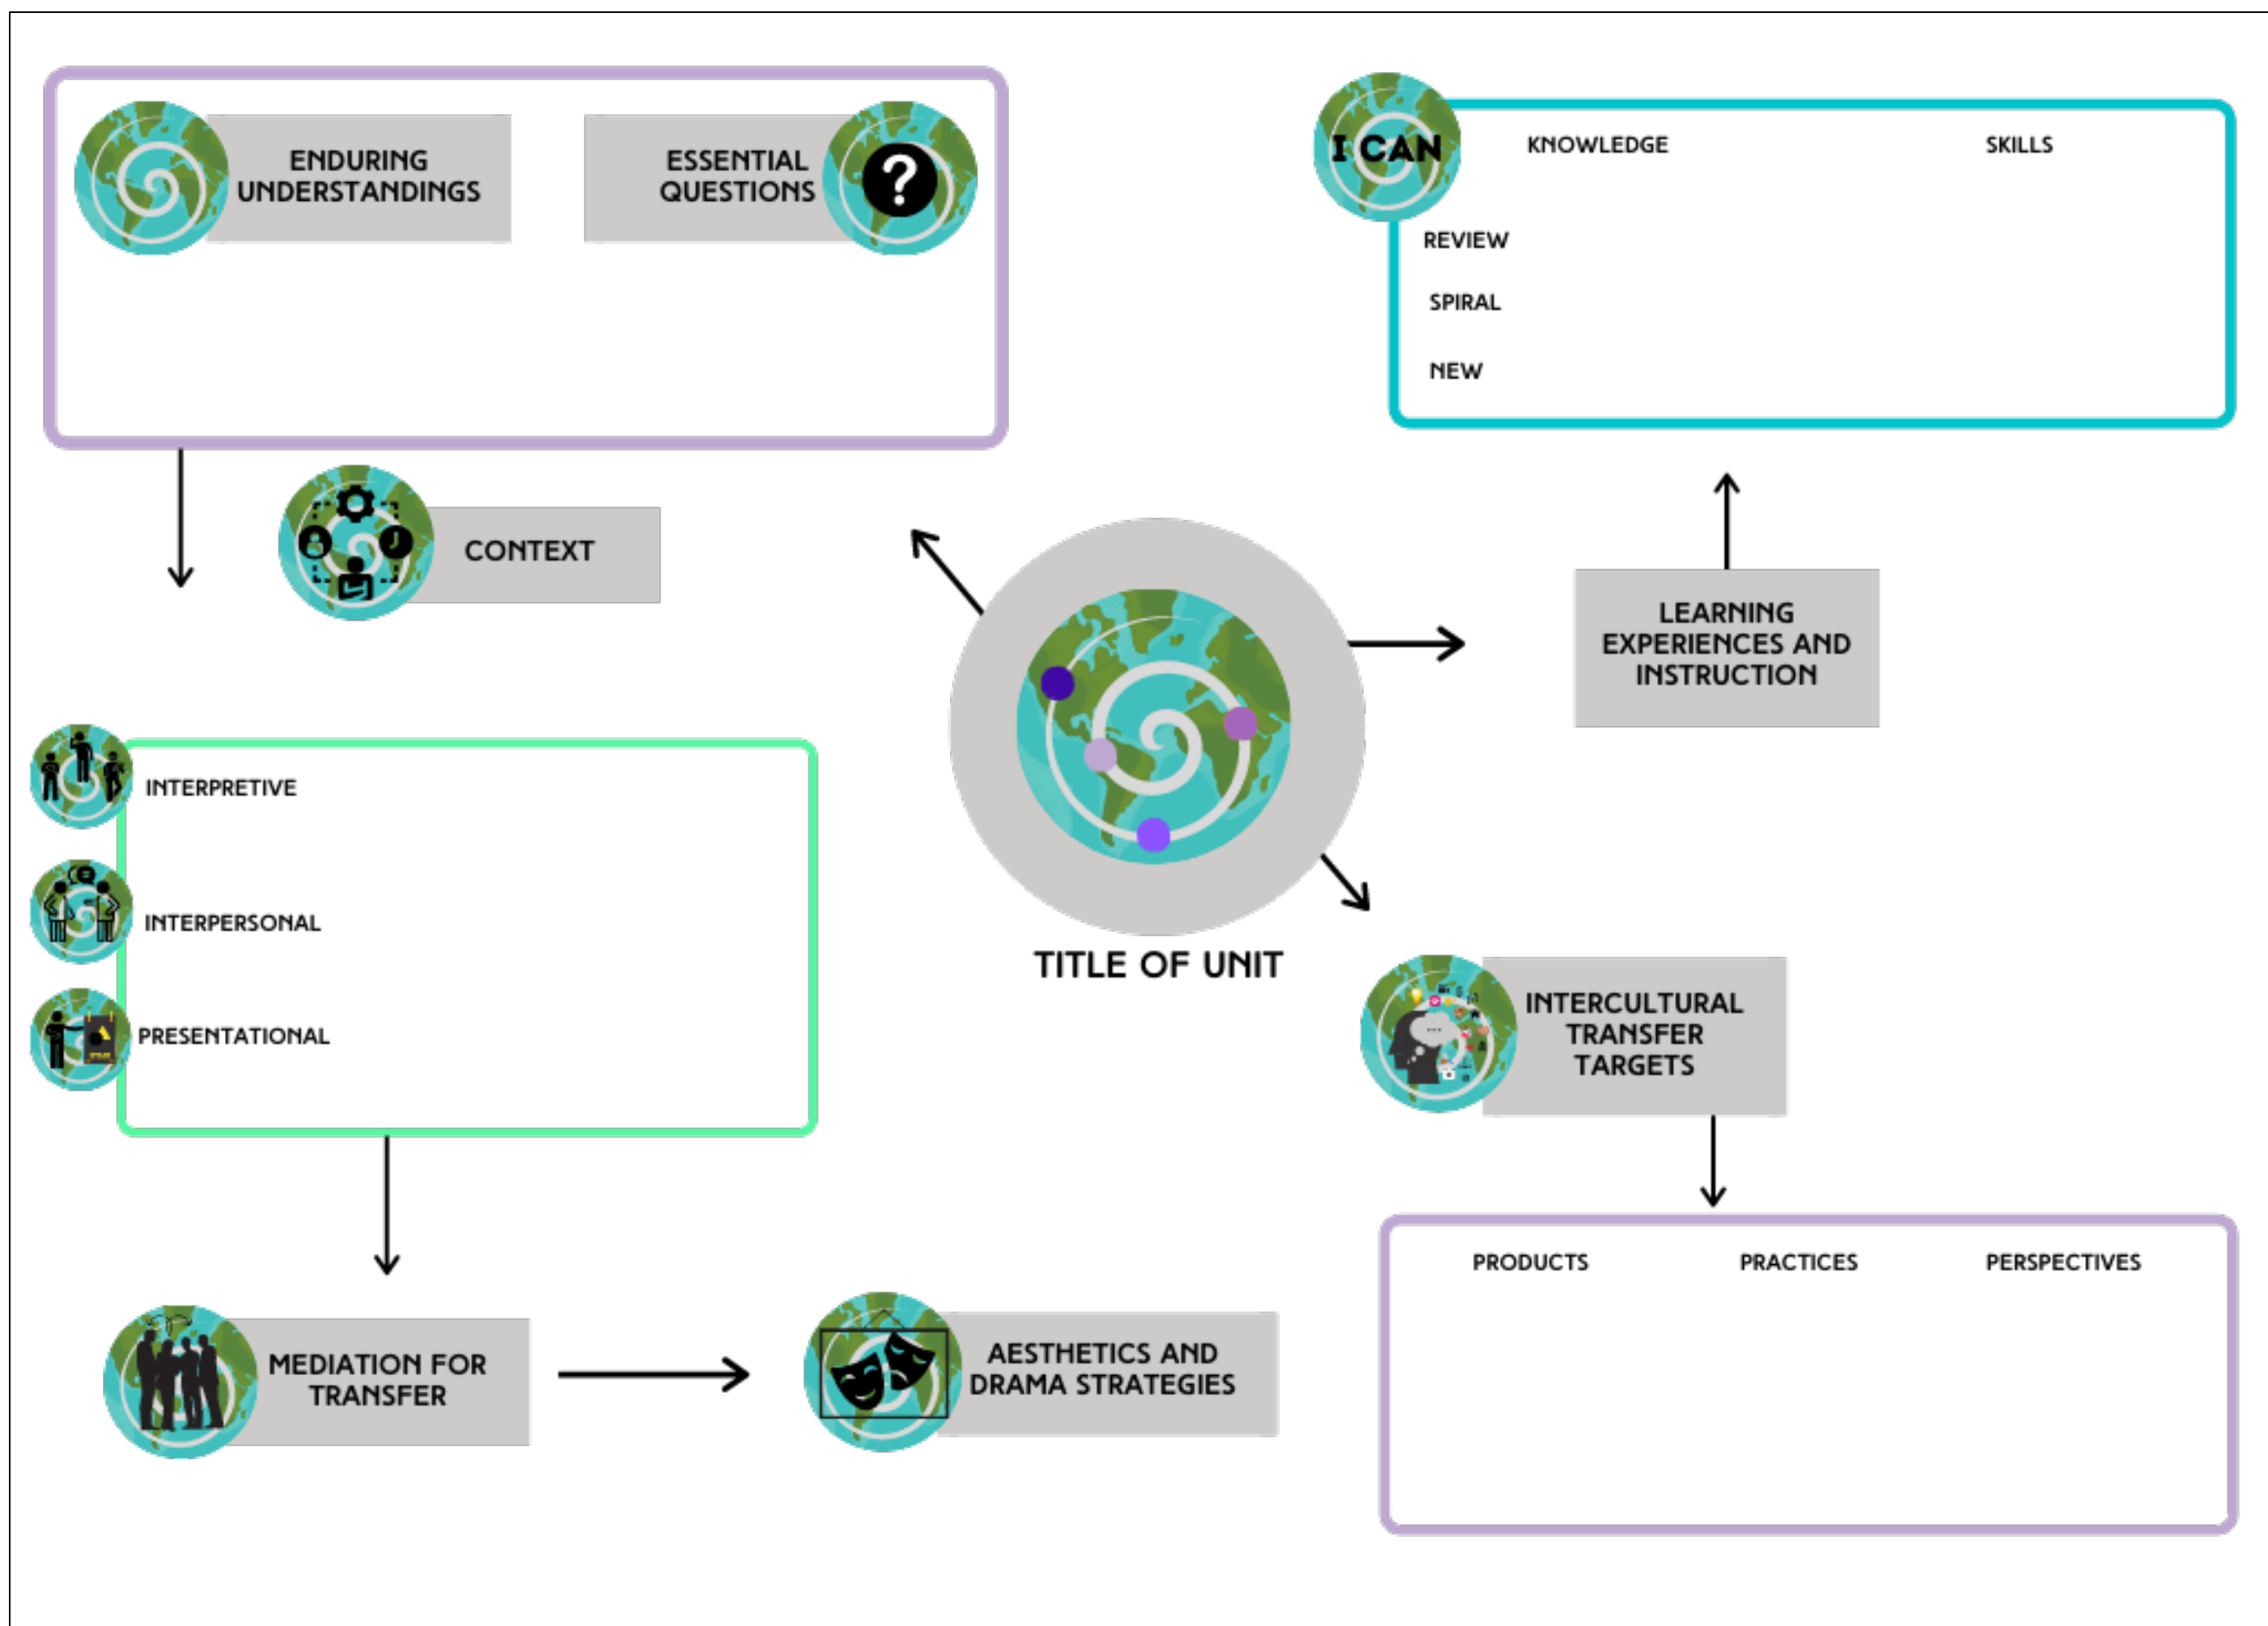 ENDURING
UNDERSTANDINGS
ESSENTIAL
QUESTIONS
?
I CAN
KNOWLEDGE
SKILLS
REVIEW
SPIRAL
NEW
CONTEXT
LEARNING
EXPERIENCES AND
INSTRUCTION
INTERPRETIVE
INTERPERSONAL
PRESENTATIONAL
TITLE OF UNIT
INTERCULTURAL
TRANSFER
TARGETS
PRODUCTS
PRACTICES
PERSPECTIVES
MEDIATION FOR
TRANSFER
AESTHETICS AND
DRAMA STRATEGIES